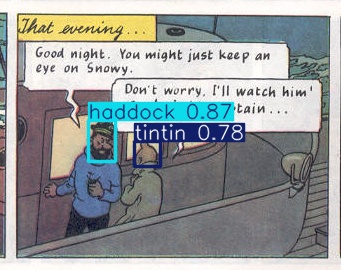 That evening...
Good night. You might just keep an
eye on Snowy.
Don't worry. I'll watch him
tain...
haddock 0.87
tintin 0.78